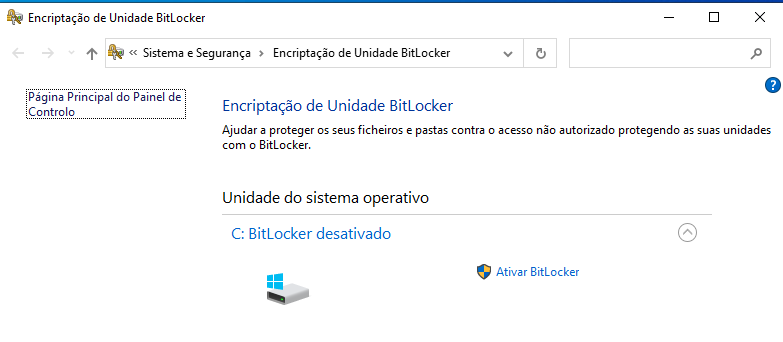 Encriptação de Unidade BitLocker
« Sistema e Segurança > Encriptação de Unidade BitLocker
Página Principal do Painel de
Controlo
Encriptação de Unidade BitLocker
Ajudar a proteger os seus ficheiros e pastas contra o acesso não autorizado protegendo as suas unidades
com o BitLocker.
Unidade do sistema operativo
C: BitLocker desativado
Ativar BitLocker